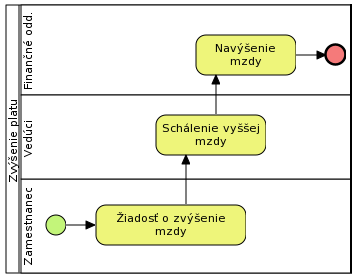 Zvýšenie platu
Finančné odd.
Navýšenie
mzdy
Vedúci
Schálenie vyššej
mzdy
Zamestnanec
Žiadosť o zvýšenie
mzdy